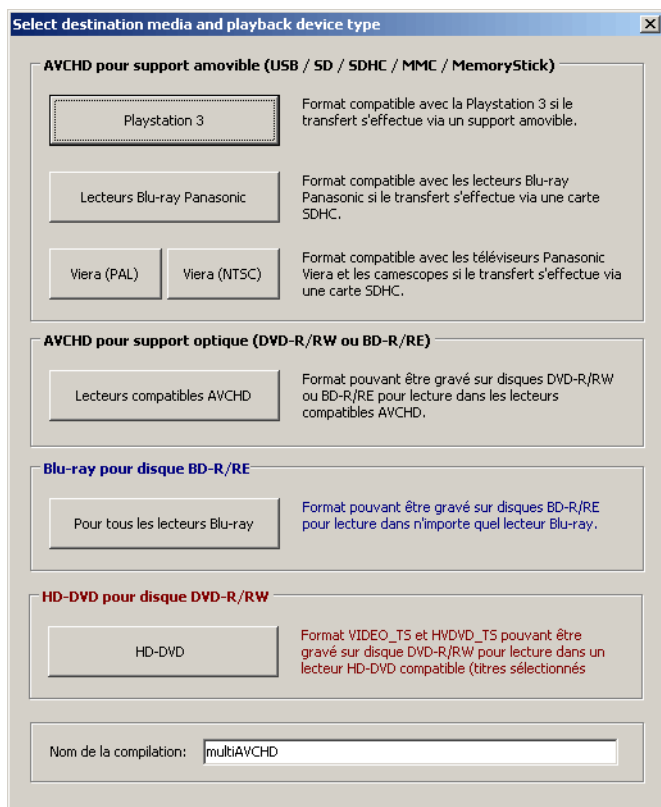 Select destination media and playback device type
AVCHD pour support amovible (USB / SD / SDHC / MMC / MemoryStick)
Playstation 3
Format compatible avec la Playstation 3 si le
transfert s'effectue via un support amovible.
Lecteurs Blu-ray Panasonic
Format compatible avec les lecteurs Blu-ray
Panasonic si le transfert s'effectue via une carte
SDHC.
Viera (PAL)
Viera (NTSC)
Format compatible avec les téléviseurs Panasonic
Viera et les camescopes si le transfert s'effectue via
une carte SDHC.
AVCHD pour support optique (DVD-R/RW ou BD-R/RE)
Lecteurs compatibles AVCHD
Format pouvant être gravé sur disques DVD-R/RW
ou BD-R/RE pour lecture dans les lecteurs
compatibles AVCHD.
Blu-ray pour disque BD-R/RE
Pour tous les lecteurs Blu-ray
Format pouvant être gravé sur disques BD-R/RE
pour lecture dans n'importe quel lecteur Blu-ray.
HD-DVD pour disque DVD-R/RW
HD-DVD
Format VIDEO_TS et HVDVD_TS pouvant être
gravé sur disque DVD-R/RW pour lecture dans un
lecteur HD-DVD compatible (titres sélectionnés
Nom de la compilation:
multiAVCHD